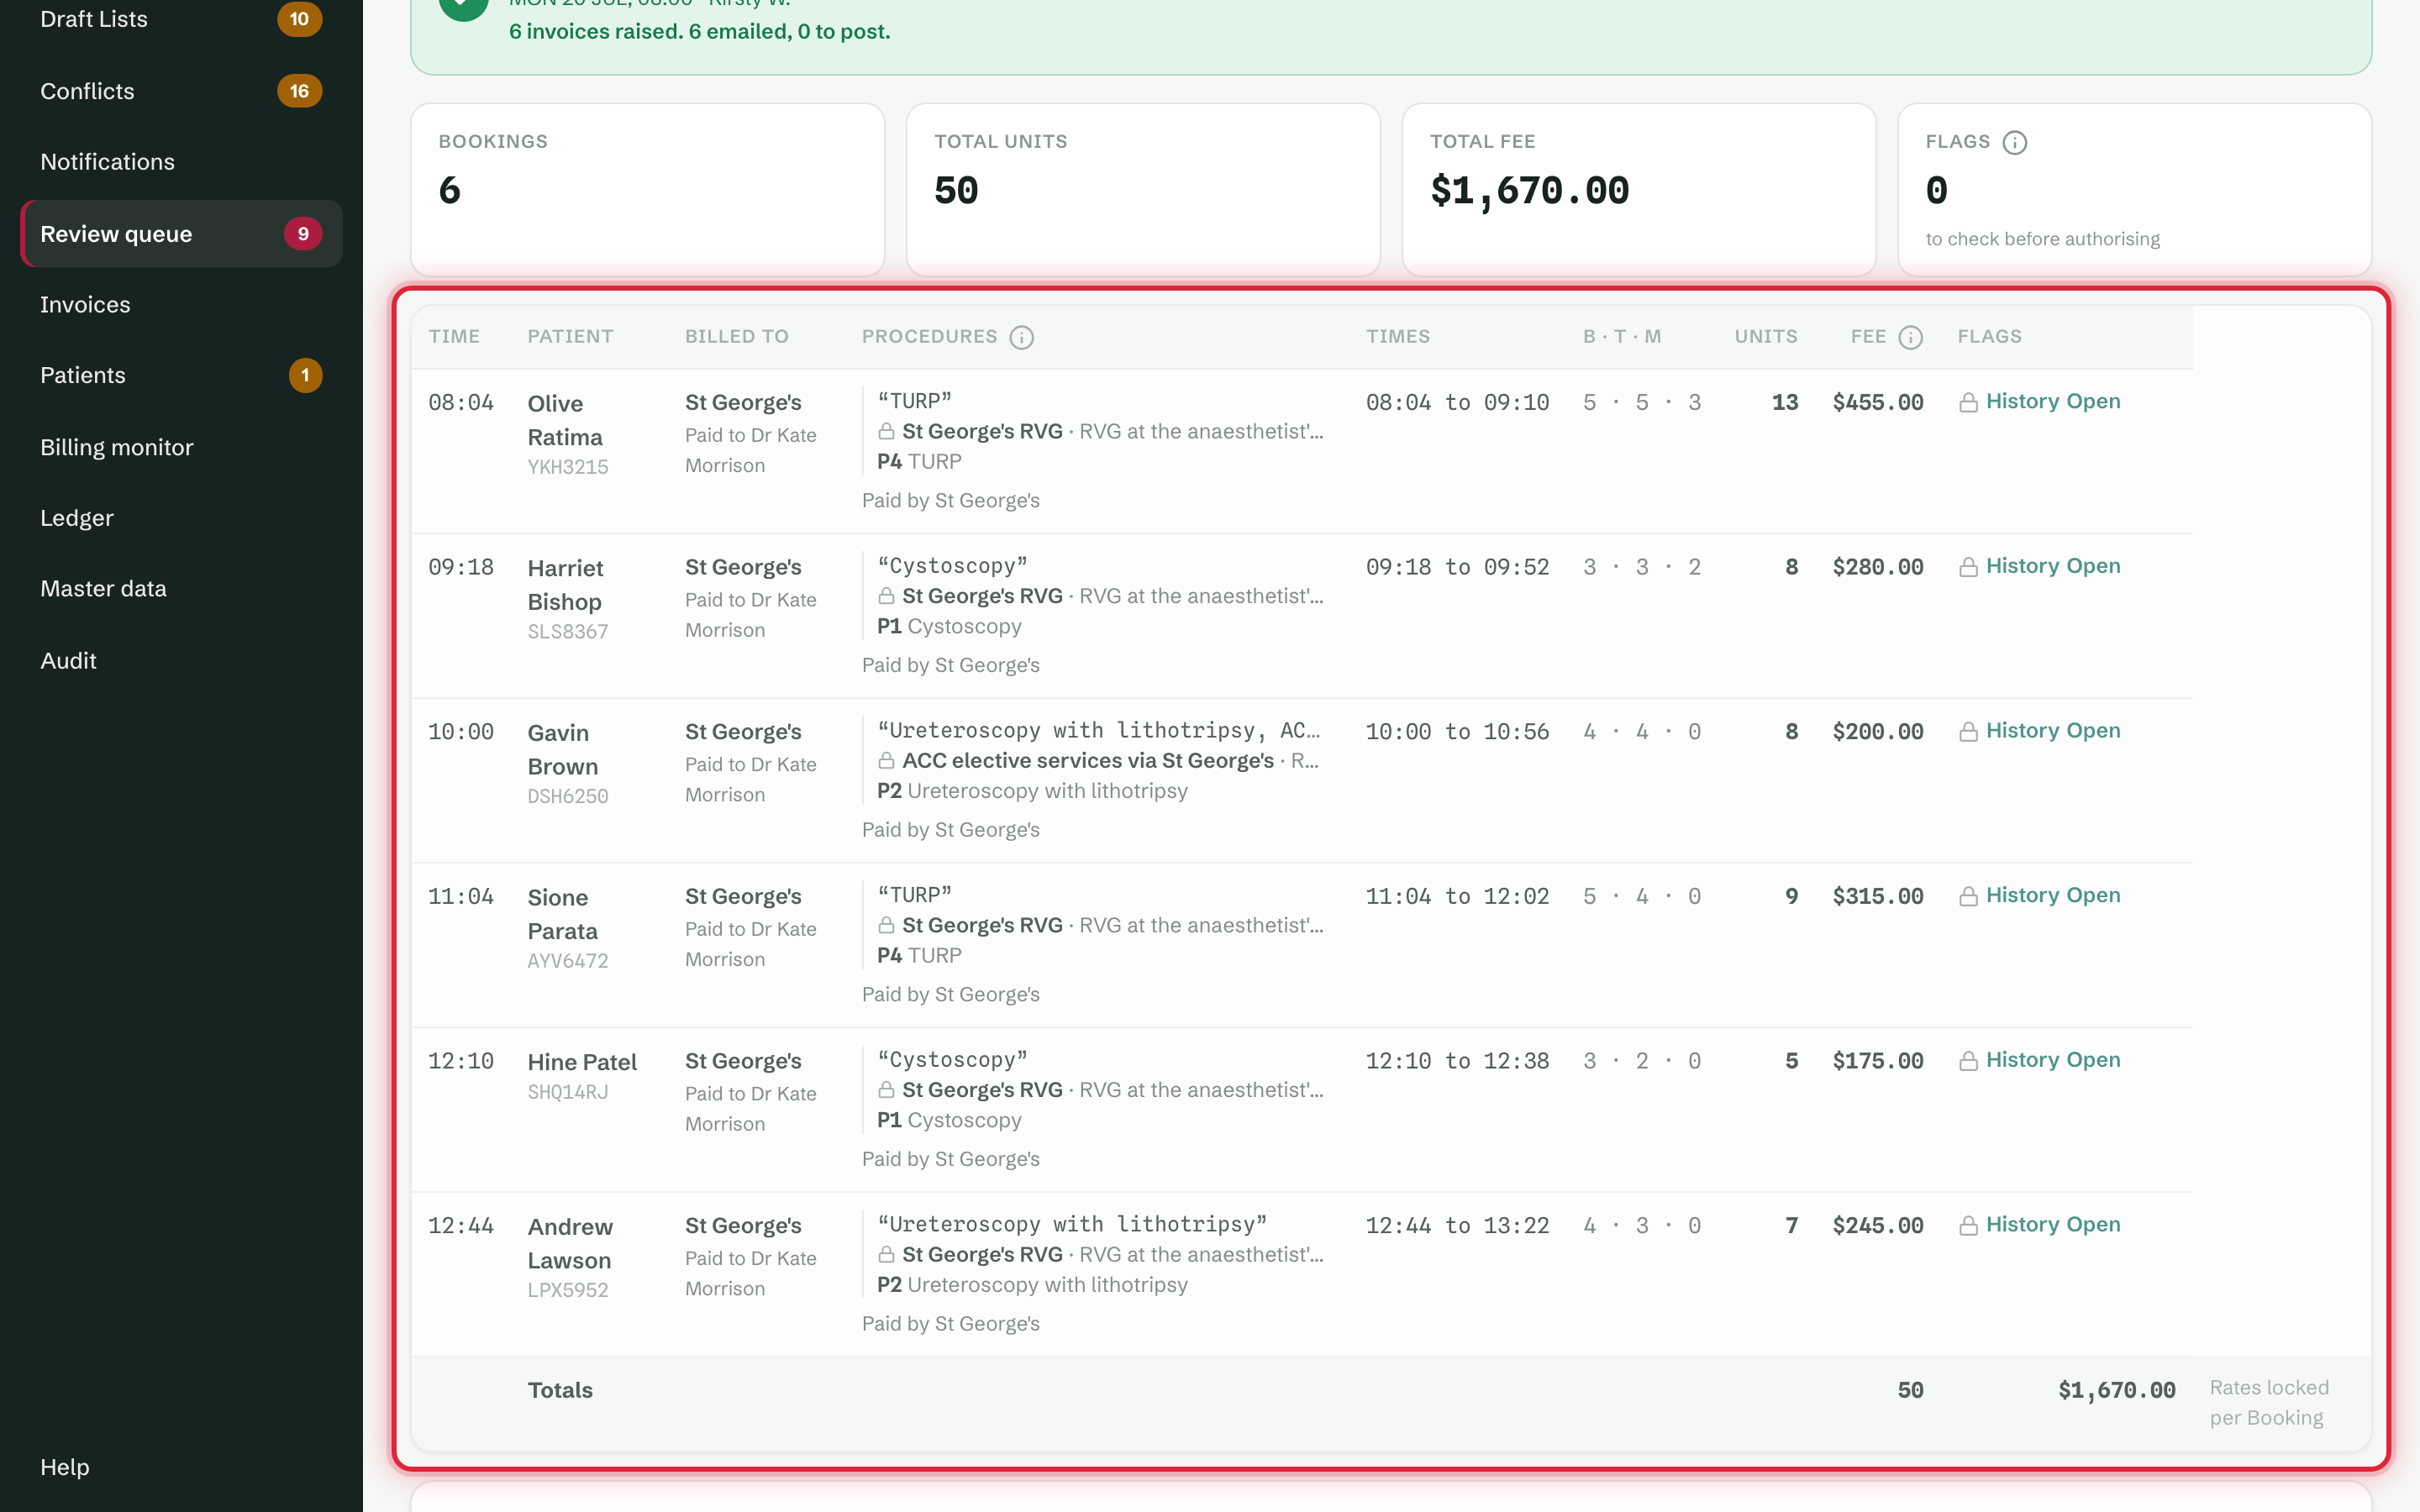 Draft Lists 10
Conflicts 16
Notifications
Review queue 9
Invoices
Patients 1
Billing monitor
Ledger
Master data
Audit
Help
6 invoices raised. 6 emailed, 0 to post.
BOOKINGS
6
TOTAL UNITS
50
TOTAL FEE
$1,670.00
FLAGS
0
to check before authorising
TIME PATIENT BILLED TO PROCEDURES TIMES B · T · M UNITS FEE FLAGS
08:04 Olive Ratima YKH3215 St George's Paid to Dr Kate Morrison “TURP” 08:04 to 09:10 5 · 5 · 3 13 $455.00 History Open
St George's RVG · RVG at the anaesthetist'…
P4 TURP
Paid by St George's
09:18 Harriet Bishop SLS8367 St George's Paid to Dr Kate Morrison “Cystoscopy” 09:18 to 09:52 3 · 3 · 2 8 $280.00 History Open
St George's RVG · RVG at the anaesthetist'…
P1 Cystoscopy
Paid by St George's
10:00 Gavin Brown DSH6250 St George's Paid to Dr Kate Morrison “Ureteroscopy with lithotripsy, AC… 10:00 to 10:56 4 · 4 · 0 8 $200.00 History Open
ACC elective services via St George's · R…
P2 Ureteroscopy with lithotripsy
Paid by St George's
11:04 Sione Parata AYV6472 St George's Paid to Dr Kate Morrison “TURP” 11:04 to 12:02 5 · 4 · 0 9 $315.00 History Open
St George's RVG · RVG at the anaesthetist'…
P4 TURP
Paid by St George's
12:10 Hine Patel SHQ14RJ St George's Paid to Dr Kate Morrison “Cystoscopy” 12:10 to 12:38 3 · 2 · 0 5 $175.00 History Open
St George's RVG · RVG at the anaesthetist'…
P1 Cystoscopy
Paid by St George's
12:44 Andrew Lawson LPX5952 St George's Paid to Dr Kate Morrison “Ureteroscopy with lithotripsy” 12:44 to 13:22 4 · 3 · 0 7 $245.00 History Open
St George's RVG · RVG at the anaesthetist'…
P2 Ureteroscopy with lithotripsy
Paid by St George's
Totals 50 $1,670.00 Rates locked per Booking